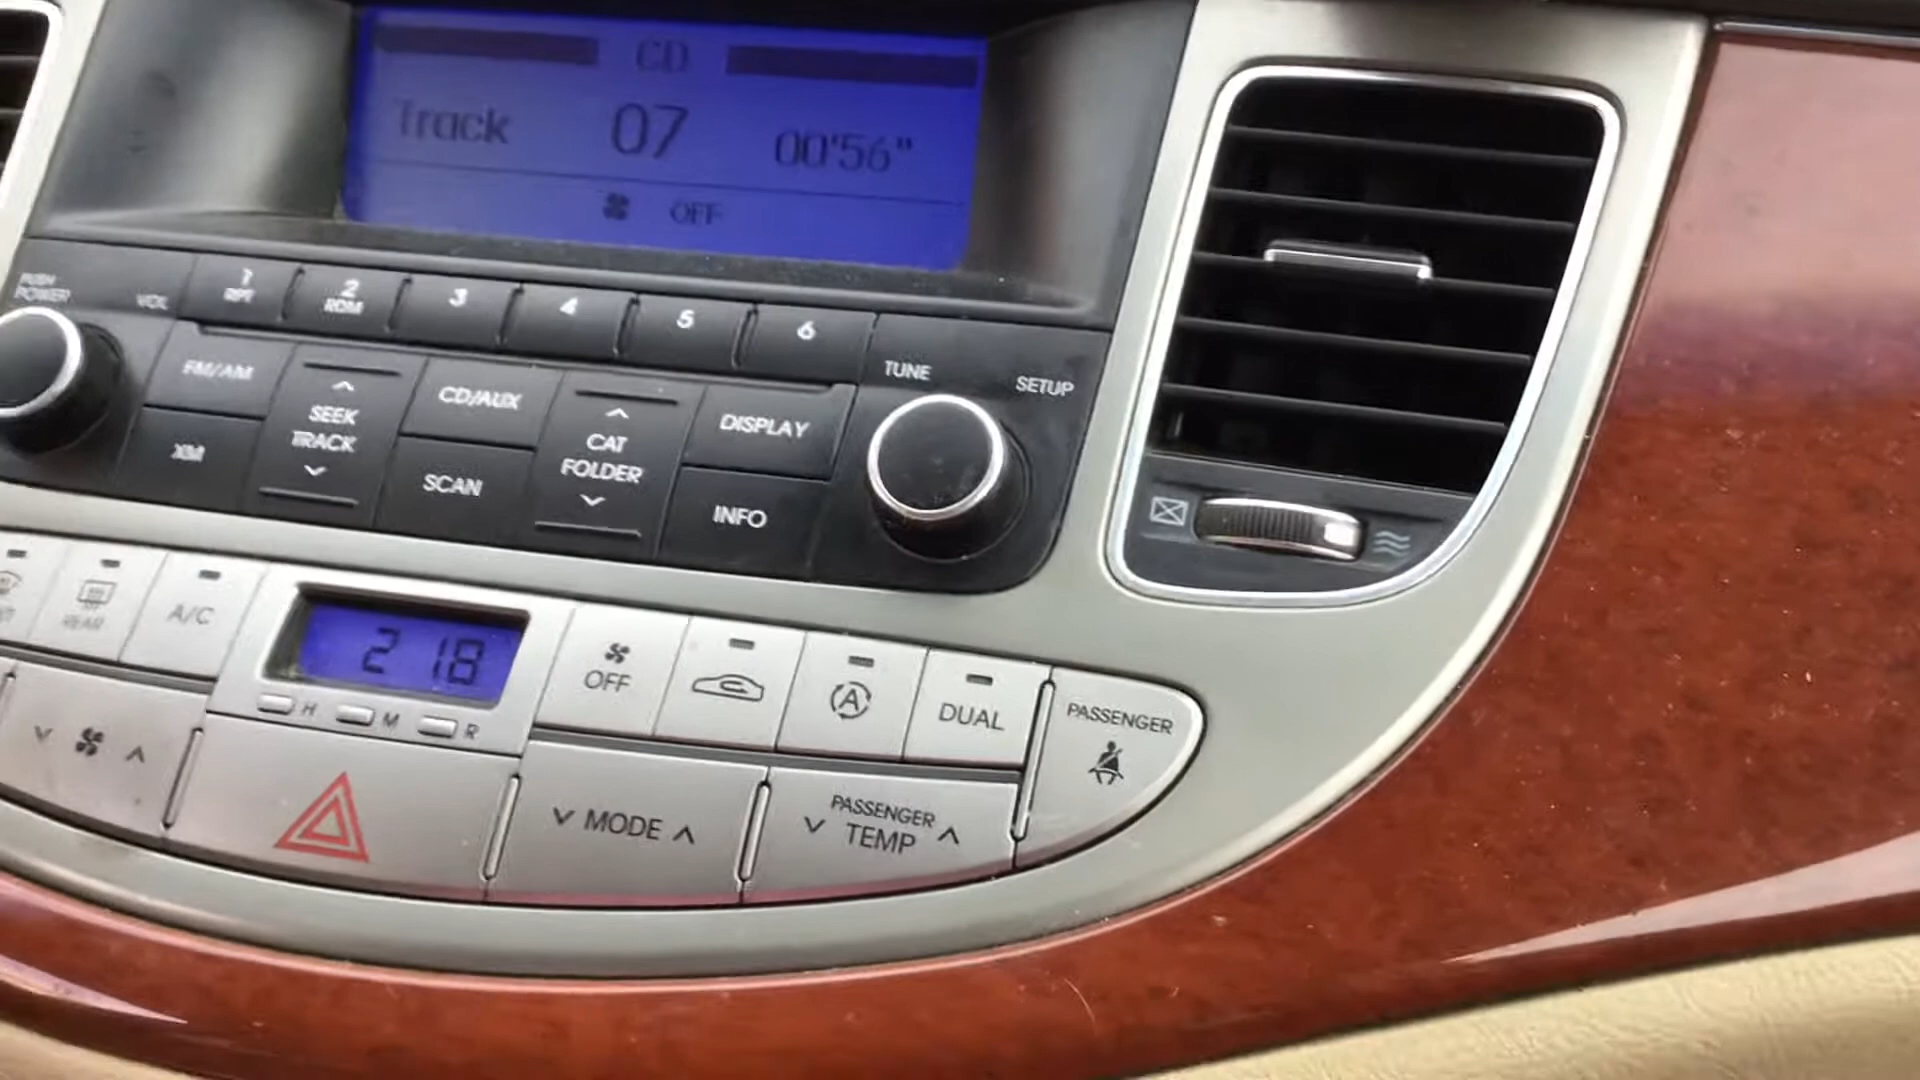 CD
Track 07 00'56"
OFF
PUSH
POWER
VOL
1
RPT
2
RDM
3
4
5
6
TUNE
SETUP
FM/AM
SEEK
TRACK
CD/AUX
CAT
FOLDER
DISPLAY
XM
SCAN
INFO
REAR
A/C
2 18
H
M
R
OFF
A
DUAL
PASSENGER
MODE
PASSENGER
TEMP